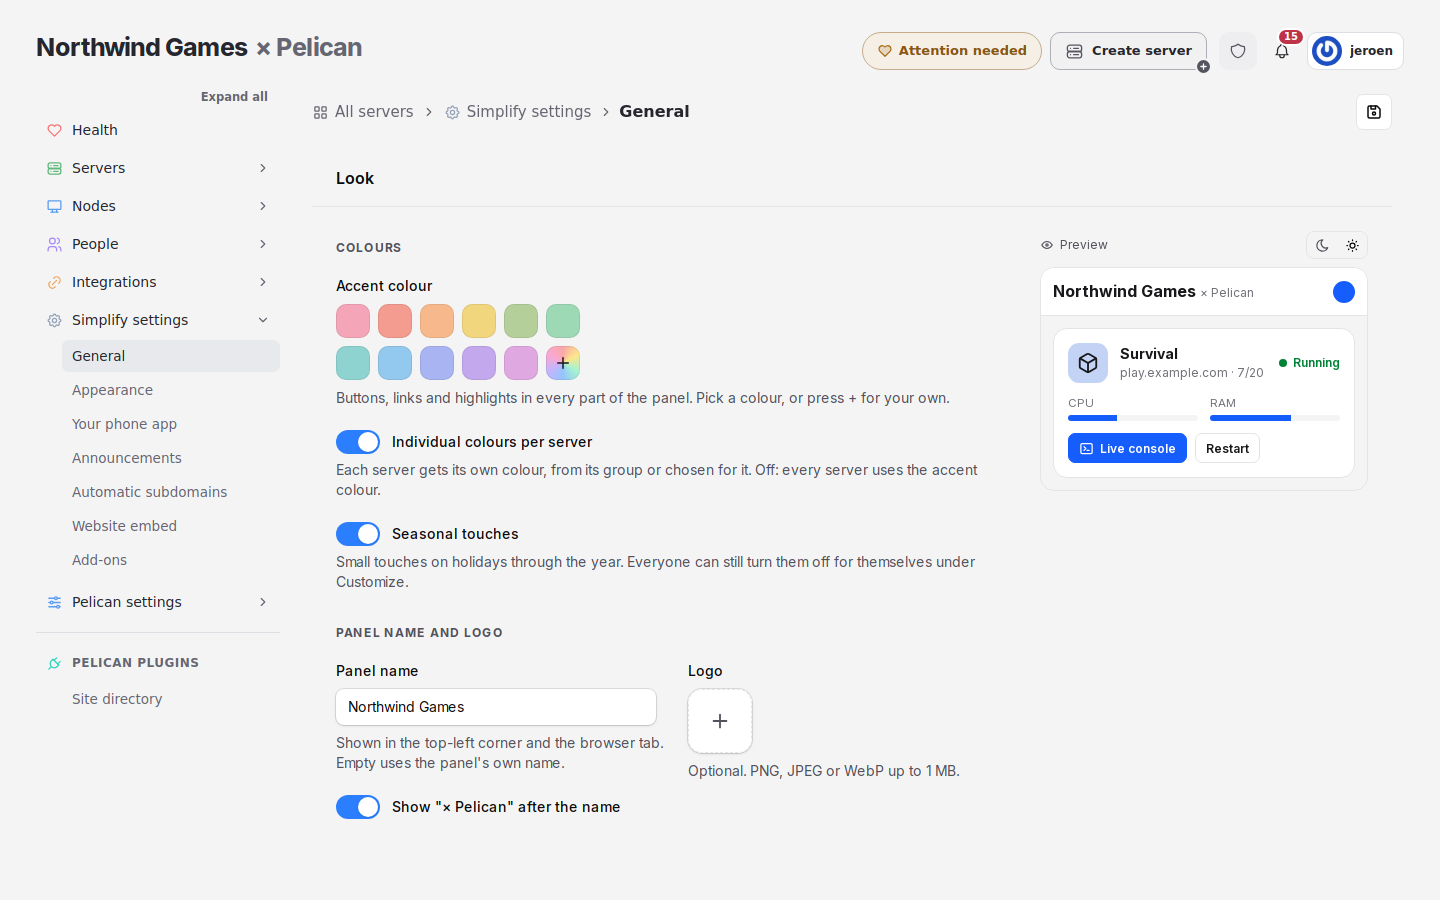 Northwind Games × Pelican
Attention needed
Create server
15
jeroen
Expand all
Health
Servers
Nodes
People
Integrations
Simplify settings
General
Appearance
Your phone app
Announcements
Automatic subdomains
Website embed
Add-ons
Pelican settings
PELICAN PLUGINS
Site directory
All servers > Simplify settings > General
Look
COLOURS
Accent colour
Buttons, links and highlights in every part of the panel. Pick a colour, or press + for your own.
Individual colours per server
Each server gets its own colour, from its group or chosen for it. Off: every server uses the accent
colour.
Seasonal touches
Small touches on holidays through the year. Everyone can still turn them off for themselves under
Customize.
PANEL NAME AND LOGO
Panel name
Northwind Games
Shown in the top-left corner and the browser tab.
Empty uses the panel's own name.
Logo
Optional. PNG, JPEG or WebP up to 1 MB.
Show "× Pelican" after the name
Preview
Northwind Games × Pelican
Survival
play.example.com · 7/20
Running
CPU
RAM
Live console
Restart